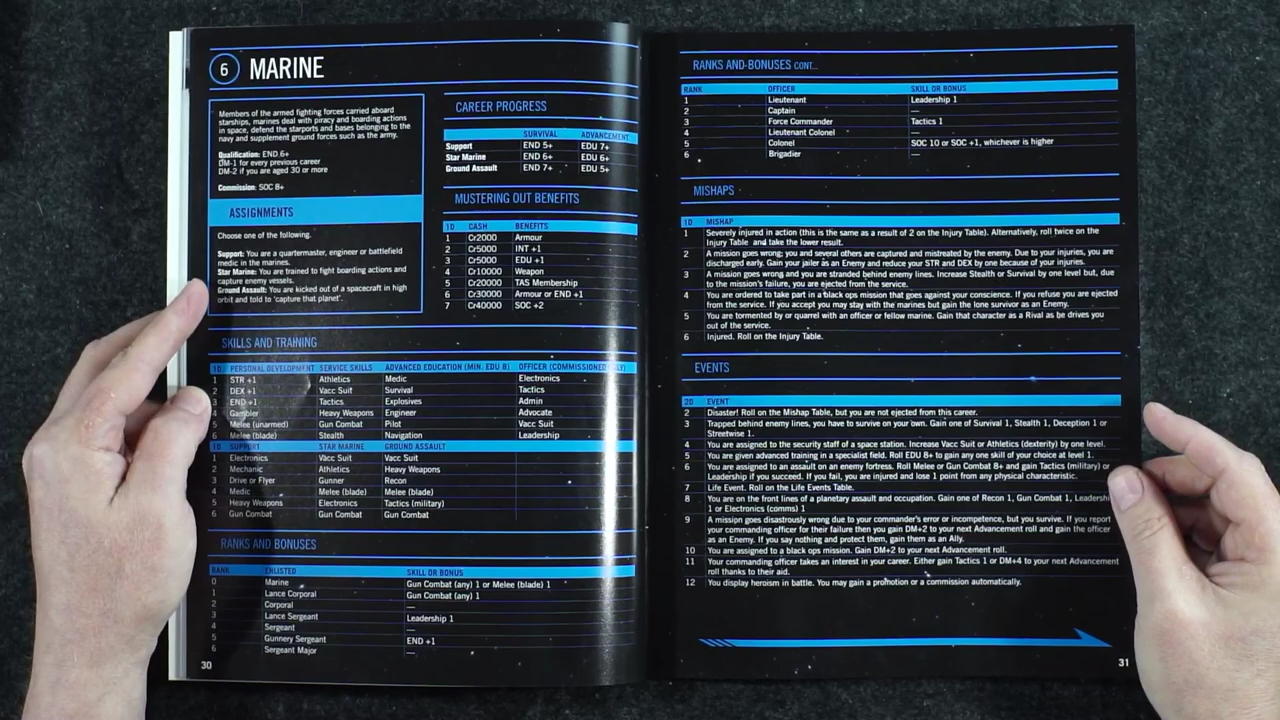 6 MARINE
Members of the armed fighting forces carried aboard
starships, marines deal with piracy and boarding actions
in space, defend the starports and bases belonging to the
navy and supplement ground forces such as the army.
Qualification: END 6+
DM-1 for every previous career
DM-2 if you are aged 30 or more
Commission: SOC 8+
ASSIGNMENTS
Choose one of the following.
Support: You are a quartermaster, engineer or battlefield
medic in the marines.
Star Marine: You are trained to fight boarding actions and
capture enemy vessels.
Ground Assault: You are kicked out of a spacecraft in high
orbit and told to 'capture that planet'.
CAREER PROGRESS
SURVIVAL ADVANCEMENT
Support END 5+ EDU 7+
Star Marine END 6+ EDU 6+
Ground Assault END 7+ EDU 5+
MUSTERING OUT BENEFITS
1D CASH BENEFITS
1 Cr2000 Armour
2 Cr5000 INT +1
3 Cr5000 EDU +1
4 Cr10000 Weapon
5 Cr20000 TAS Membership
6 Cr30000 Armour or END +1
7 Cr40000 SOC +2
SKILLS AND TRAINING
1D PERSONAL DEVELOPMENT SERVICE SKILLS ADVANCED EDUCATION (MIN. EDU 8) OFFICER (COMMISSIONED
1 STR +1 Athletics Medic Electronics
2 DEX +1 Vacc Suit Survival Tactics
3 END +1 Tactics Explosives Admin
4 Gambler Heavy Weapons Engineer Advocate
5 Melee (unarmed) Gun Combat Pilot Vacc Suit
6 Melee (blade) Stealth Navigation Leadership
1D SUPPORT STAR MARINE GROUND ASSAULT
1 Electronics Vacc Suit Vacc Suit
2 Mechanic Athletics Heavy Weapons
3 Drive or Flyer Gunner Recon
4 Medic Melee (blade) Melee (blade)
5 Heavy Weapons Electronics Tactics (military)
6 Gun Combat Gun Combat Gun Combat
RANKS AND BONUSES
RANK ENLISTED SKILL OR BONUS
0 Marine Gun Combat (any) 1 or Melee (blade) 1
1 Lance Corporal Gun Combat (any) 1
2 Corporal —
3 Lance Sergeant Leadership 1
4 Sergeant —
5 Gunnery Sergeant END +1
6 Sergeant Major —
30
RANKS AND BONUSES CONT...
RANK OFFICER SKILL OR BONUS
1 Lieutenant Leadership 1
2 Captain —
3 Force Commander Tactics 1
4 Lieutenant Colonel —
5 Colonel SOC 10 or SOC +1, whichever is higher
6 Brigadier —
MISHAPS
1D MISHAP
1 Severely injured in action (this is the same as a result of 2 on the Injury Table). Alternatively, roll twice on the
Injury Table and take the lower result.
2 A mission goes wrong; you and several others are captured and mistreated by the enemy. Due to your injuries, you are
discharged early. Gain your jailer as an Enemy and reduce your STR and DEX by one because of your injuries.
3 A mission goes wrong and you are stranded behind enemy lines. Increase Stealth or Survival by one level but, due
to the mission's failure, you are ejected from the service.
4 You are ordered to take part in a black ops mission that goes against your conscience. If you refuse you are ejected
from the service. If you accept you may stay with the marines but gain the lone survivor as an Enemy.
5 You are tormented by or quarrel with an officer or fellow marine. Gain that character as a Rival as he drives you
out of the service.
6 Injured. Roll on the Injury Table.
EVENTS
2D EVENT
2 Disaster! Roll on the Mishap Table, but you are not ejected from this career.
3 Trapped behind enemy lines, you have to survive on your own. Gain one of Survival 1, Stealth 1, Deception 1 or
Streetwise 1.
4 You are assigned to the security staff of a space station. Increase Vacc Suit or Athletics (dexterity) by one level.
5 You are given advanced training in a specialist field. Roll EDU 8+ to gain any one skill of your choice at level 1.
6 You are assigned to an assault on an enemy fortress. Roll Melee or Gun Combat 8+ and gain Tactics (military) or
Leadership if you succeed. If you fail, you are injured and lose 1 point from any physical characteristic.
7 Life Event. Roll on the Life Events Table.
8 You are on the front lines of a planetary assault and occupation. Gain one of Recon 1, Gun Combat 1, Leadershi
1 or Electronics (comms) 1
9 A mission goes disastrously wrong due to your commander's error or incompetence, but you survive. If you report
your commanding officer for their failure then you gain DM+2 to your next Advancement roll and gain the officer
as an Enemy. If you say nothing and protect them, gain them as an Ally.
10 You are assigned to a black ops mission. Gain DM+2 to your next Advancement roll.
11 Your commanding officer takes an interest in your career. Either gain Tactics 1 or DM+4 to your next Advancement
roll thanks to their aid.
12 You display heroism in battle. You may gain a promotion or a commission automatically.
31